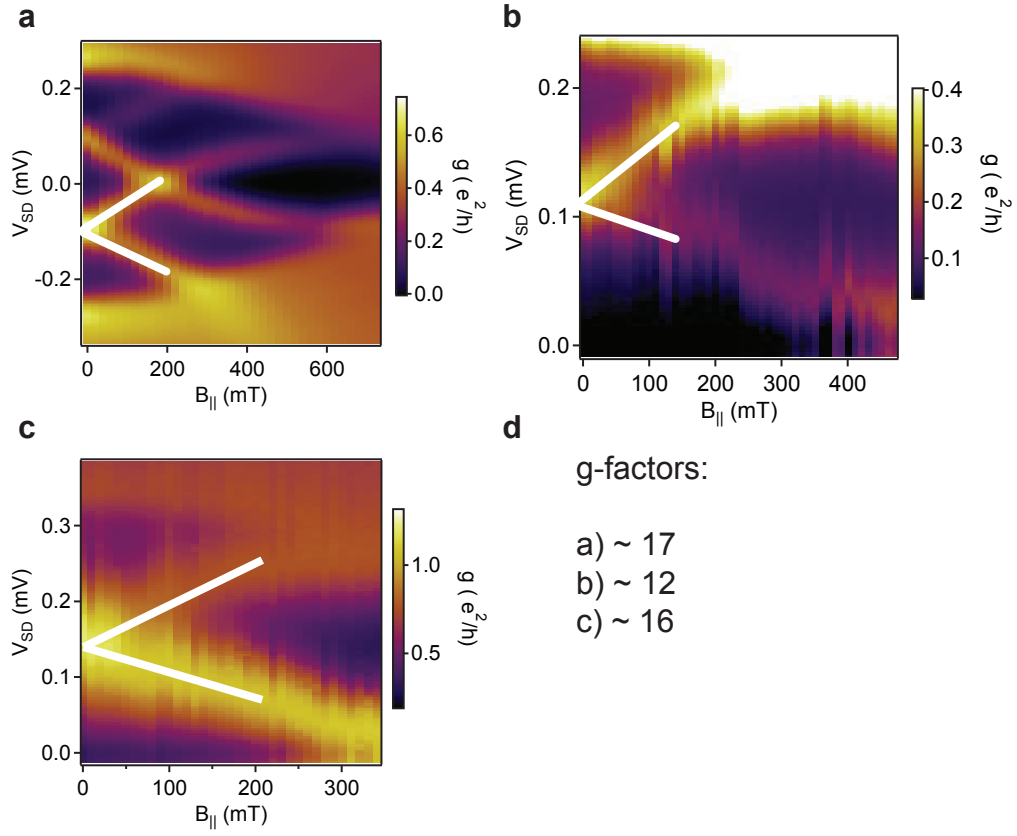 a
0.2
0.0
-0.2
V_SD (mV)
0 200 400 600
B_|| (mT)
0.6
0.4
0.2
0.0
g ( e^2/h)
b
0.2
0.1
0.0
V_SD (mV)
0 100 200 300 400
B_|| (mT)
0.4
0.3
0.2
0.1
g ( e^2/h)
c
0.3
0.2
0.1
0.0
V_SD (mV)
0 100 200 300
B_|| (mT)
1.0
0.5
g ( e^2/h)
d
g-factors:
a) ~ 17
b) ~ 12
c) ~ 16